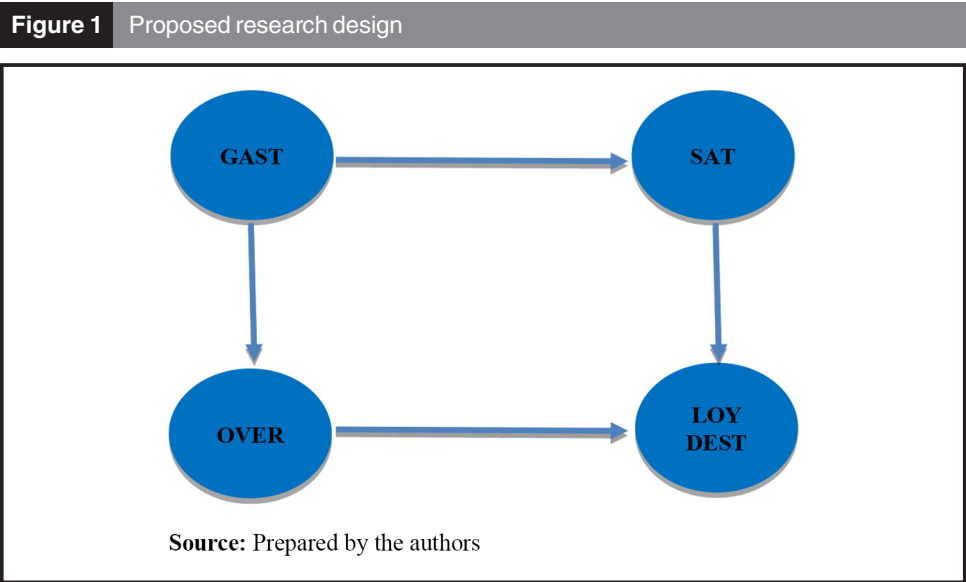 Figure 1 Proposed research design
GAST
SAT
OVER
LOY
DEST
Source: Prepared by the authors